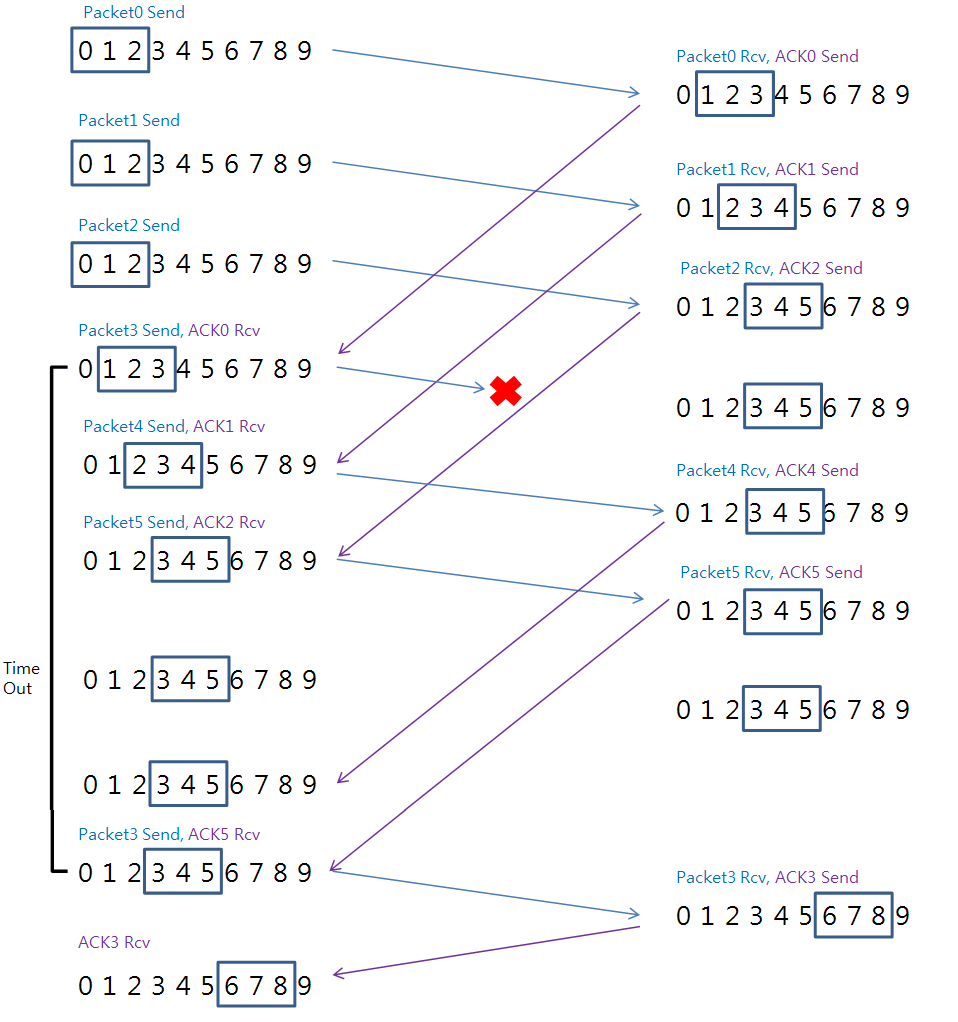 Packet0 Send
0 1 2 3 4 5 6 7 8 9
Packet0 Rcv, ACK0 Send
0 1 2 3 4 5 6 7 8 9
Packet1 Send
0 1 2 3 4 5 6 7 8 9
Packet1 Rcv, ACK1 Send
0 1 2 3 4 5 6 7 8 9
Packet2 Send
0 1 2 3 4 5 6 7 8 9
Packet2 Rcv, ACK2 Send
0 1 2 3 4 5 6 7 8 9
Packet3 Send, ACK0 Rcv
0 1 2 3 4 5 6 7 8 9
0 1 2 3 4 5 6 7 8 9
Packet4 Send, ACK1 Rcv
0 1 2 3 4 5 6 7 8 9
Packet4 Rcv, ACK4 Send
0 1 2 3 4 5 6 7 8 9
Packet5 Send, ACK2 Rcv
0 1 2 3 4 5 6 7 8 9
Packet5 Rcv, ACK5 Send
0 1 2 3 4 5 6 7 8 9
Time
Out
0 1 2 3 4 5 6 7 8 9
0 1 2 3 4 5 6 7 8 9
0 1 2 3 4 5 6 7 8 9
Packet3 Send, ACK5 Rcv
0 1 2 3 4 5 6 7 8 9
Packet3 Rcv, ACK3 Send
0 1 2 3 4 5 6 7 8 9
ACK3 Rcv
0 1 2 3 4 5 6 7 8 9